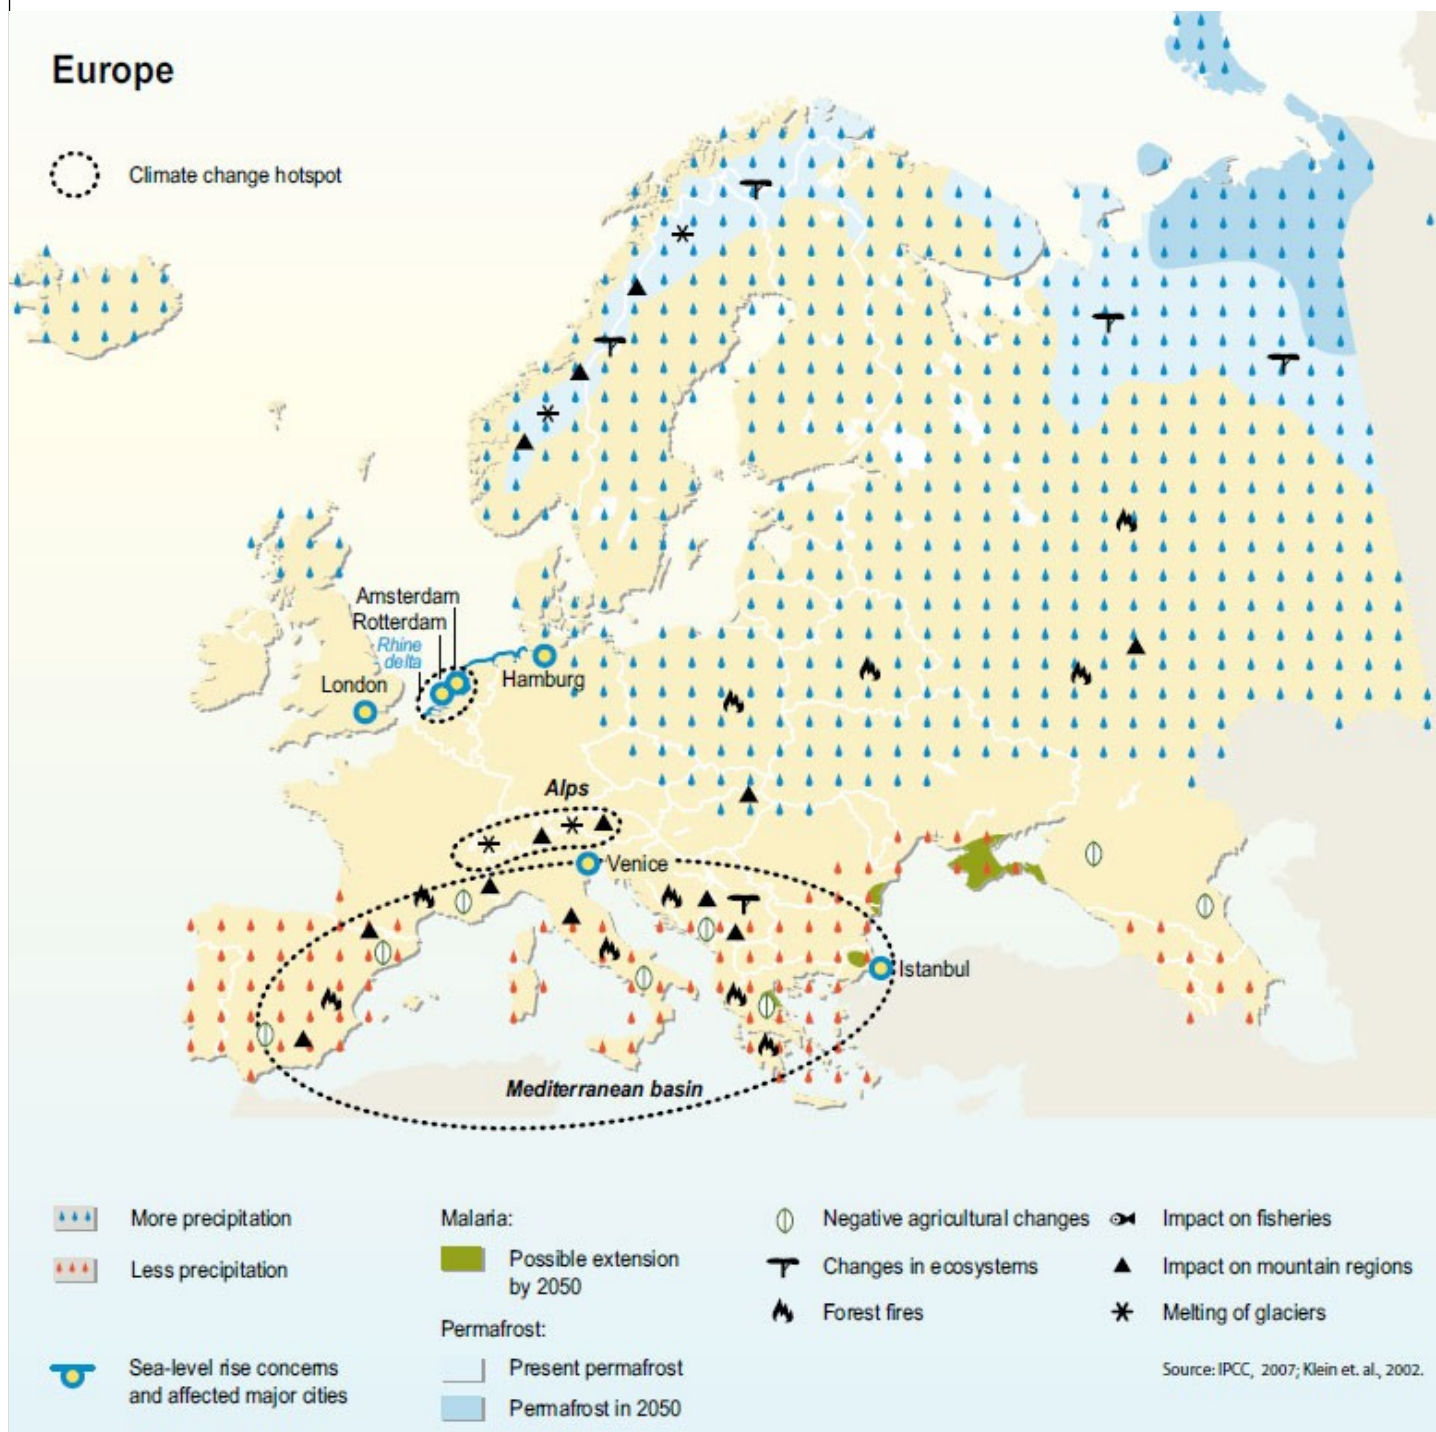 Europe
Climate change hotspot
Amsterdam
Rotterdam
Rhine
delta
London
Hamburg
Alps
Venice
Istanbul
Mediterranean basin
More precipitation
Less precipitation
Sea-level rise concerns
and affected major cities
Malaria:
Possible extension
by 2050
Permafrost:
Present permafrost
Permafrost in 2050
Negative agricultural changes
Changes in ecosystems
Forest fires
Impact on fisheries
Impact on mountain regions
Melting of glaciers
Source: IPCC, 2007; Klein et. al., 2002.